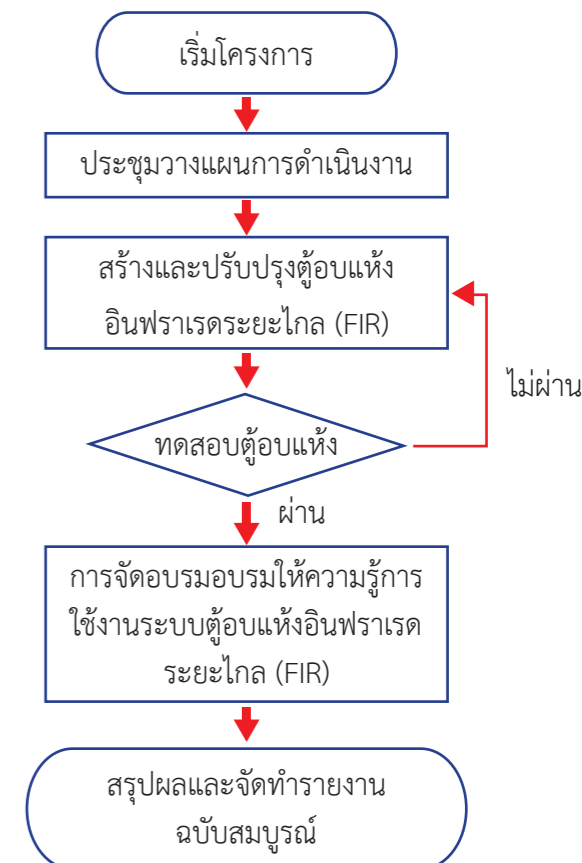 เริ่มโครงการ
ประชุมวางแผนการดำเนินงาน
สร้างและปรับปรุงตู้อบแห้ง
อินฟราเรดระยะไกล (FIR)
ไม่ผ่าน
ทดสอบตู้อบแห้ง
ผ่าน
การจัดอบรมอบรมให้ความรู้การ
ใช้งานระบบตู้อบแห้งอินฟราเรด
ระยะไกล (FIR)
สรุปผลและจัดทำรายงาน
ฉบับสมบูรณ์